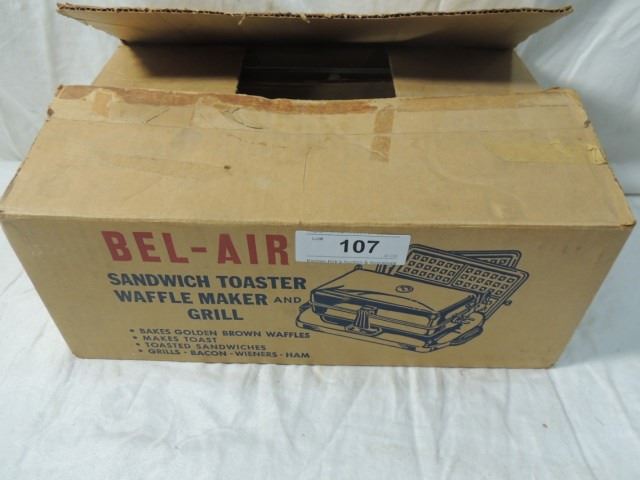 BEL-AIR
LOT# 107
SANDWICH TOASTER
WAFFLE MAKER AND
GRILL
• BAKES GOLDEN BROWN WAFFLES
• MAKES TOAST
• TOASTED SANDWICHES
• GRILLS - BACON - WIENERS - HAM